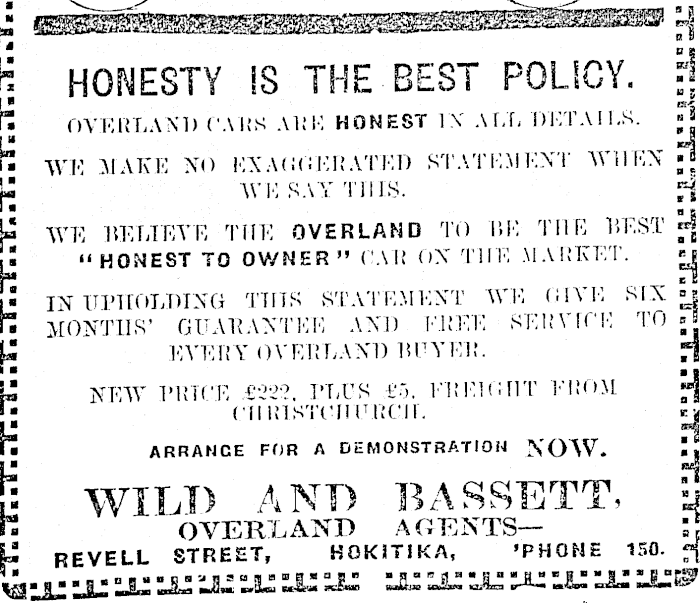 HONESTY IS THE BEST POLICY.
OVERLAND CARS ARE HONEST IN ALL DETAILS.
WE MAKE NO EXAGGERATED STATEMENT WHEN
WE SAY THIS.
WE BELIEVE THE OVERLAND TO BE THE BEST
"HONEST TO OWNER" CAR ON THE MARKET.
IN UPHOLDING THIS STATEMENT WE GIVE SIX
MONTHS' GUARANTEE AND FREE SERVICE TO
EVERY OVERLAND BUYER.
NEW PRICE £222, PLUS £5, FREIGHT FROM
CHRISTCHURCH.
ARRANGE FOR A DEMONSTRATION NOW.
WILD AND BASSETT,
OVERLAND AGENTS—
REVELL STREET, HOKITIKA, 'PHONE 150.